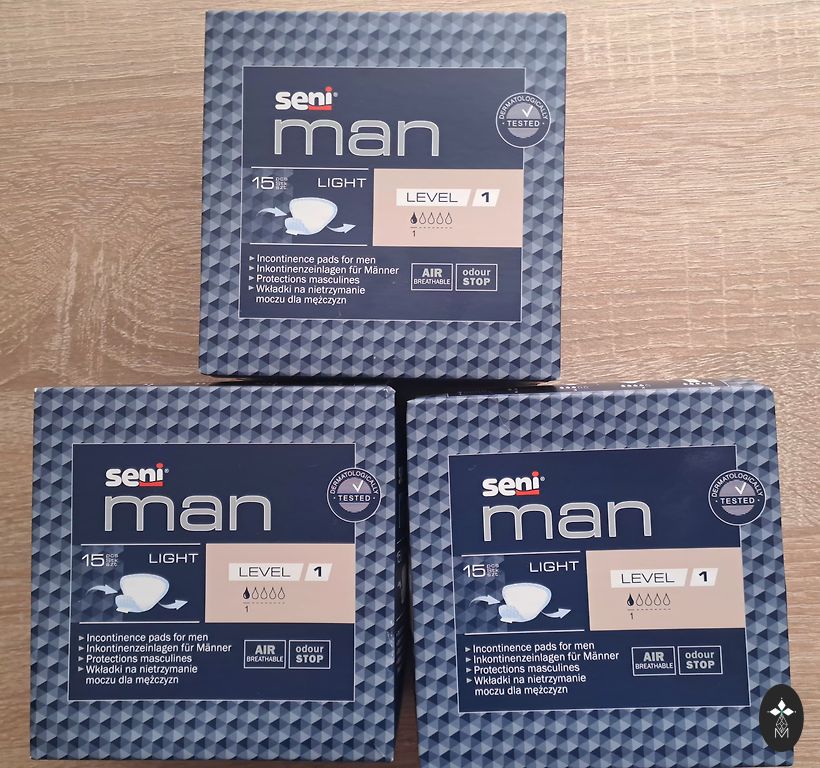 seni®
man
DERMATOLOGICALLY
TESTED
15 pcs
Stk
szt
LIGHT
LEVEL 1
1
Incontinence pads for men
Inkontinenzeinlagen für Männer
Protections masculines
Wkładki na nietrzymanie
moczu dla mężczyzn
AIR
BREATHABLE
odour
STOP
seni®
man
DERMATOLOGICALLY
TESTED
15 pcs
Stk
szt
LIGHT
LEVEL 1
1
Incontinence pads for men
Inkontinenzeinlagen für Männer
Protections masculines
Wkładki na nietrzymanie
moczu dla mężczyzn
AIR
BREATHABLE
odour
STOP
seni®
man
DERMATOLOGICALLY
TESTED
15 pcs
Stk
szt
LIGHT
LEVEL 1
1
Incontinence pads for men
Inkontinenzeinlagen für Männer
Protections masculines
Wkładki na nietrzymanie
moczu dla mężczyzn
AIR
BREATHABLE
odour
STOP
M